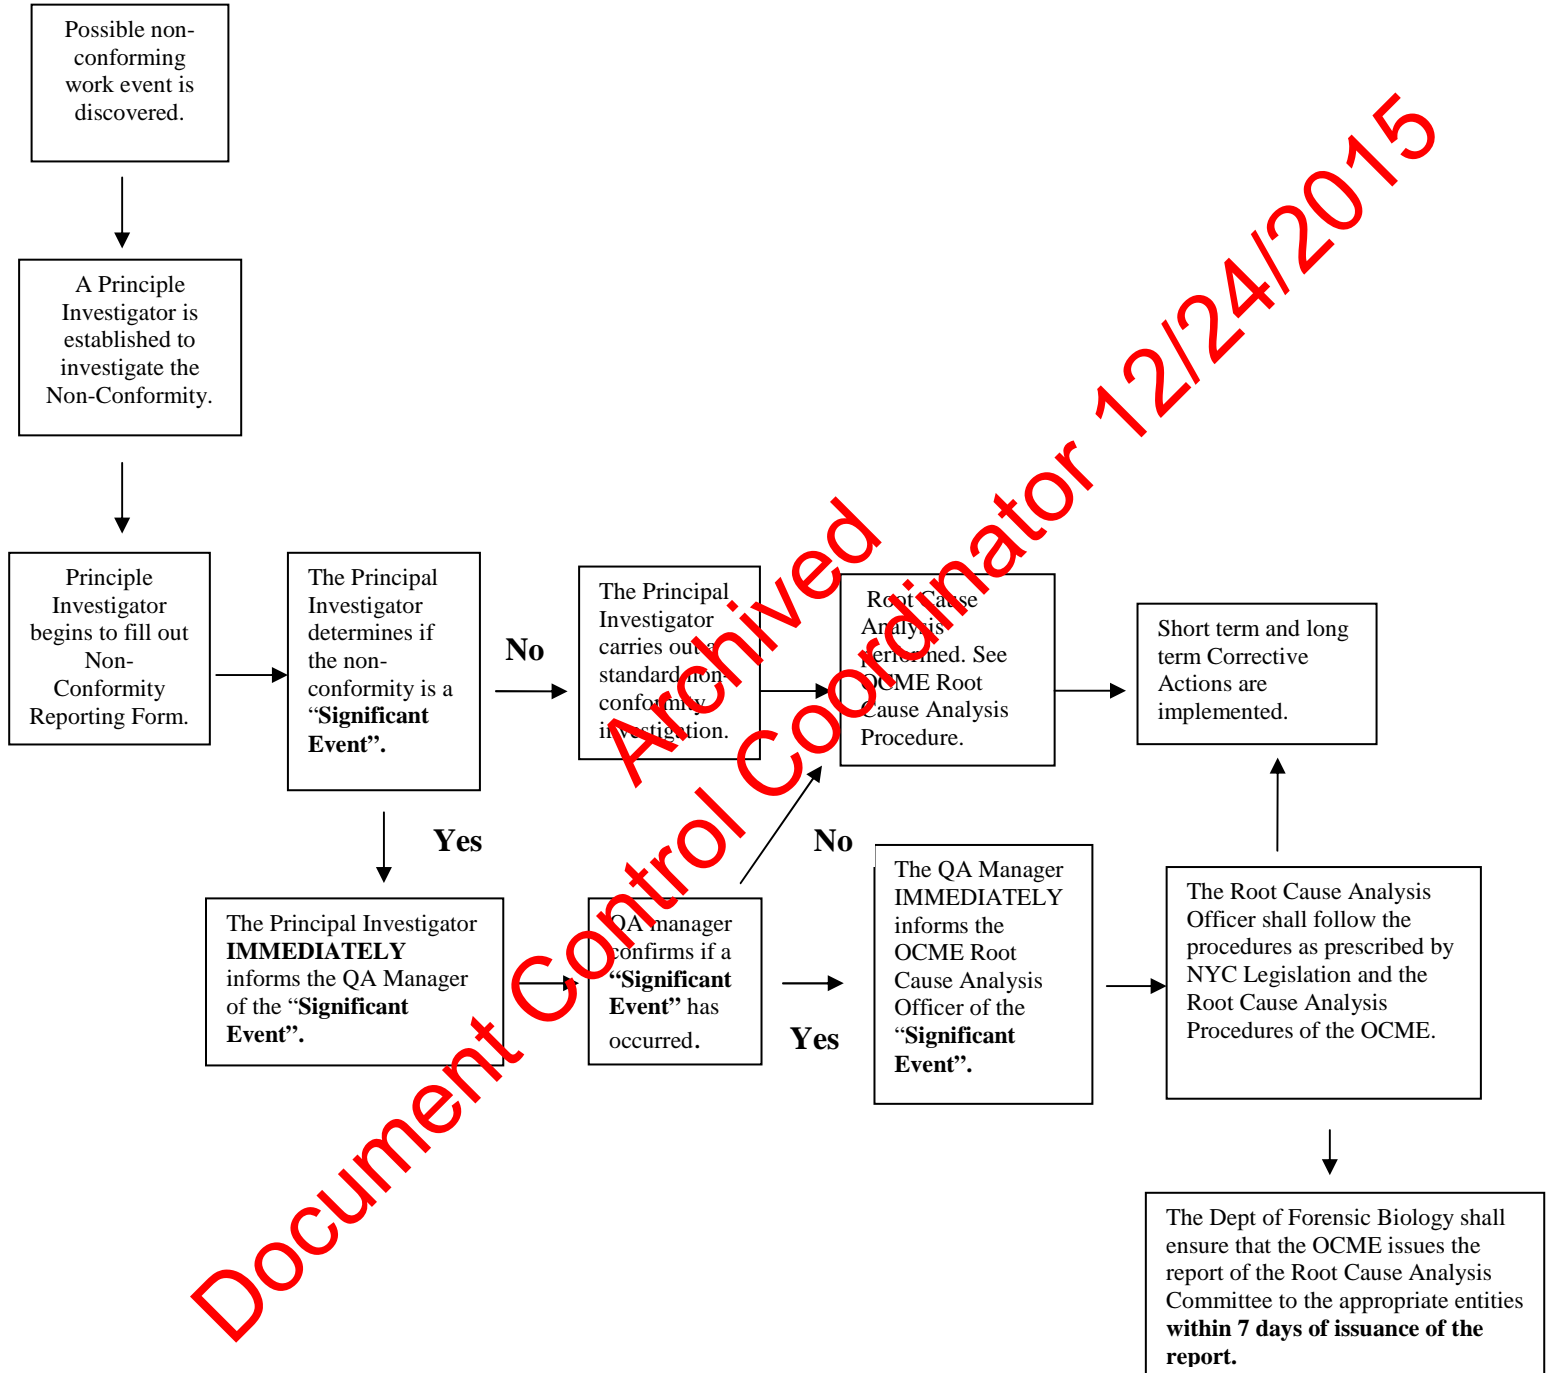 Possible non-
conforming
work event is
discovered.
A Principle
Investigator is
established to
investigate the
Non-Conformity.
Principle
Investigator
begins to fill out
Non-
Conformity
Reporting Form.
The Principal
Investigator
determines if
the non-
conformity is a
“Significant
Event”.
No
The Principal
Investigator
carries out a
standard non-
conformity
investigation.
Root Cause
Analysis
performed. See
OCME Root
Cause Analysis
Procedure.
Short term and long
term Corrective
Actions are
implemented.
Yes
No
The Principal Investigator
IMMEDIATELY
informs the QA Manager
of the “Significant
Event”.
QA manager
confirms if a
“Significant
Event” has
occurred.
Yes
The QA Manager
IMMEDIATELY
informs the
OCME Root
Cause Analysis
Officer of the
“Significant
Event”.
The Root Cause Analysis
Officer shall follow the
procedures as prescribed by
NYC Legislation and the
Root Cause Analysis
Procedures of the OCME.
The Dept of Forensic Biology shall
ensure that the OCME issues the
report of the Root Cause Analysis
Committee to the appropriate entities
within 7 days of issuance of the
report.
Archived
Document Control Coordinator 12/24/2015